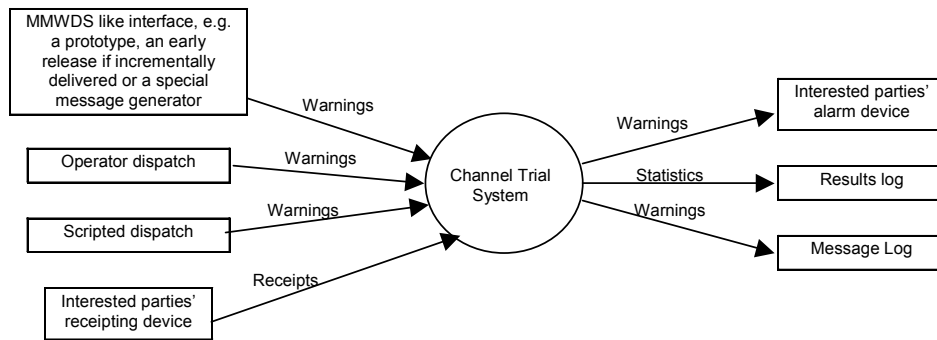 MMWDS like interface, e.g.
a prototype, an early
release if incrementally
delivered or a special
message generator
Warnings
Operator dispatch
Warnings
Scripted dispatch
Warnings
Interested parties'
receipting device
Receipts
Channel Trial
System
Warnings
Interested parties'
alarm device
Statistics
Results log
Warnings
Message Log